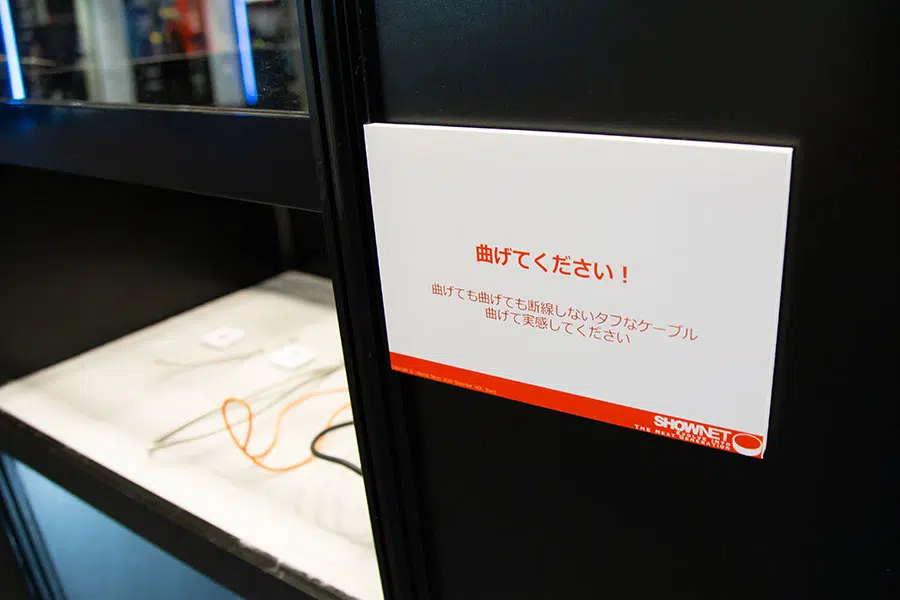 曲げてください！
曲げても曲げても断線しないタフなケーブル
曲げて実感してください
SHOWNET
THE NEXT GENERATION